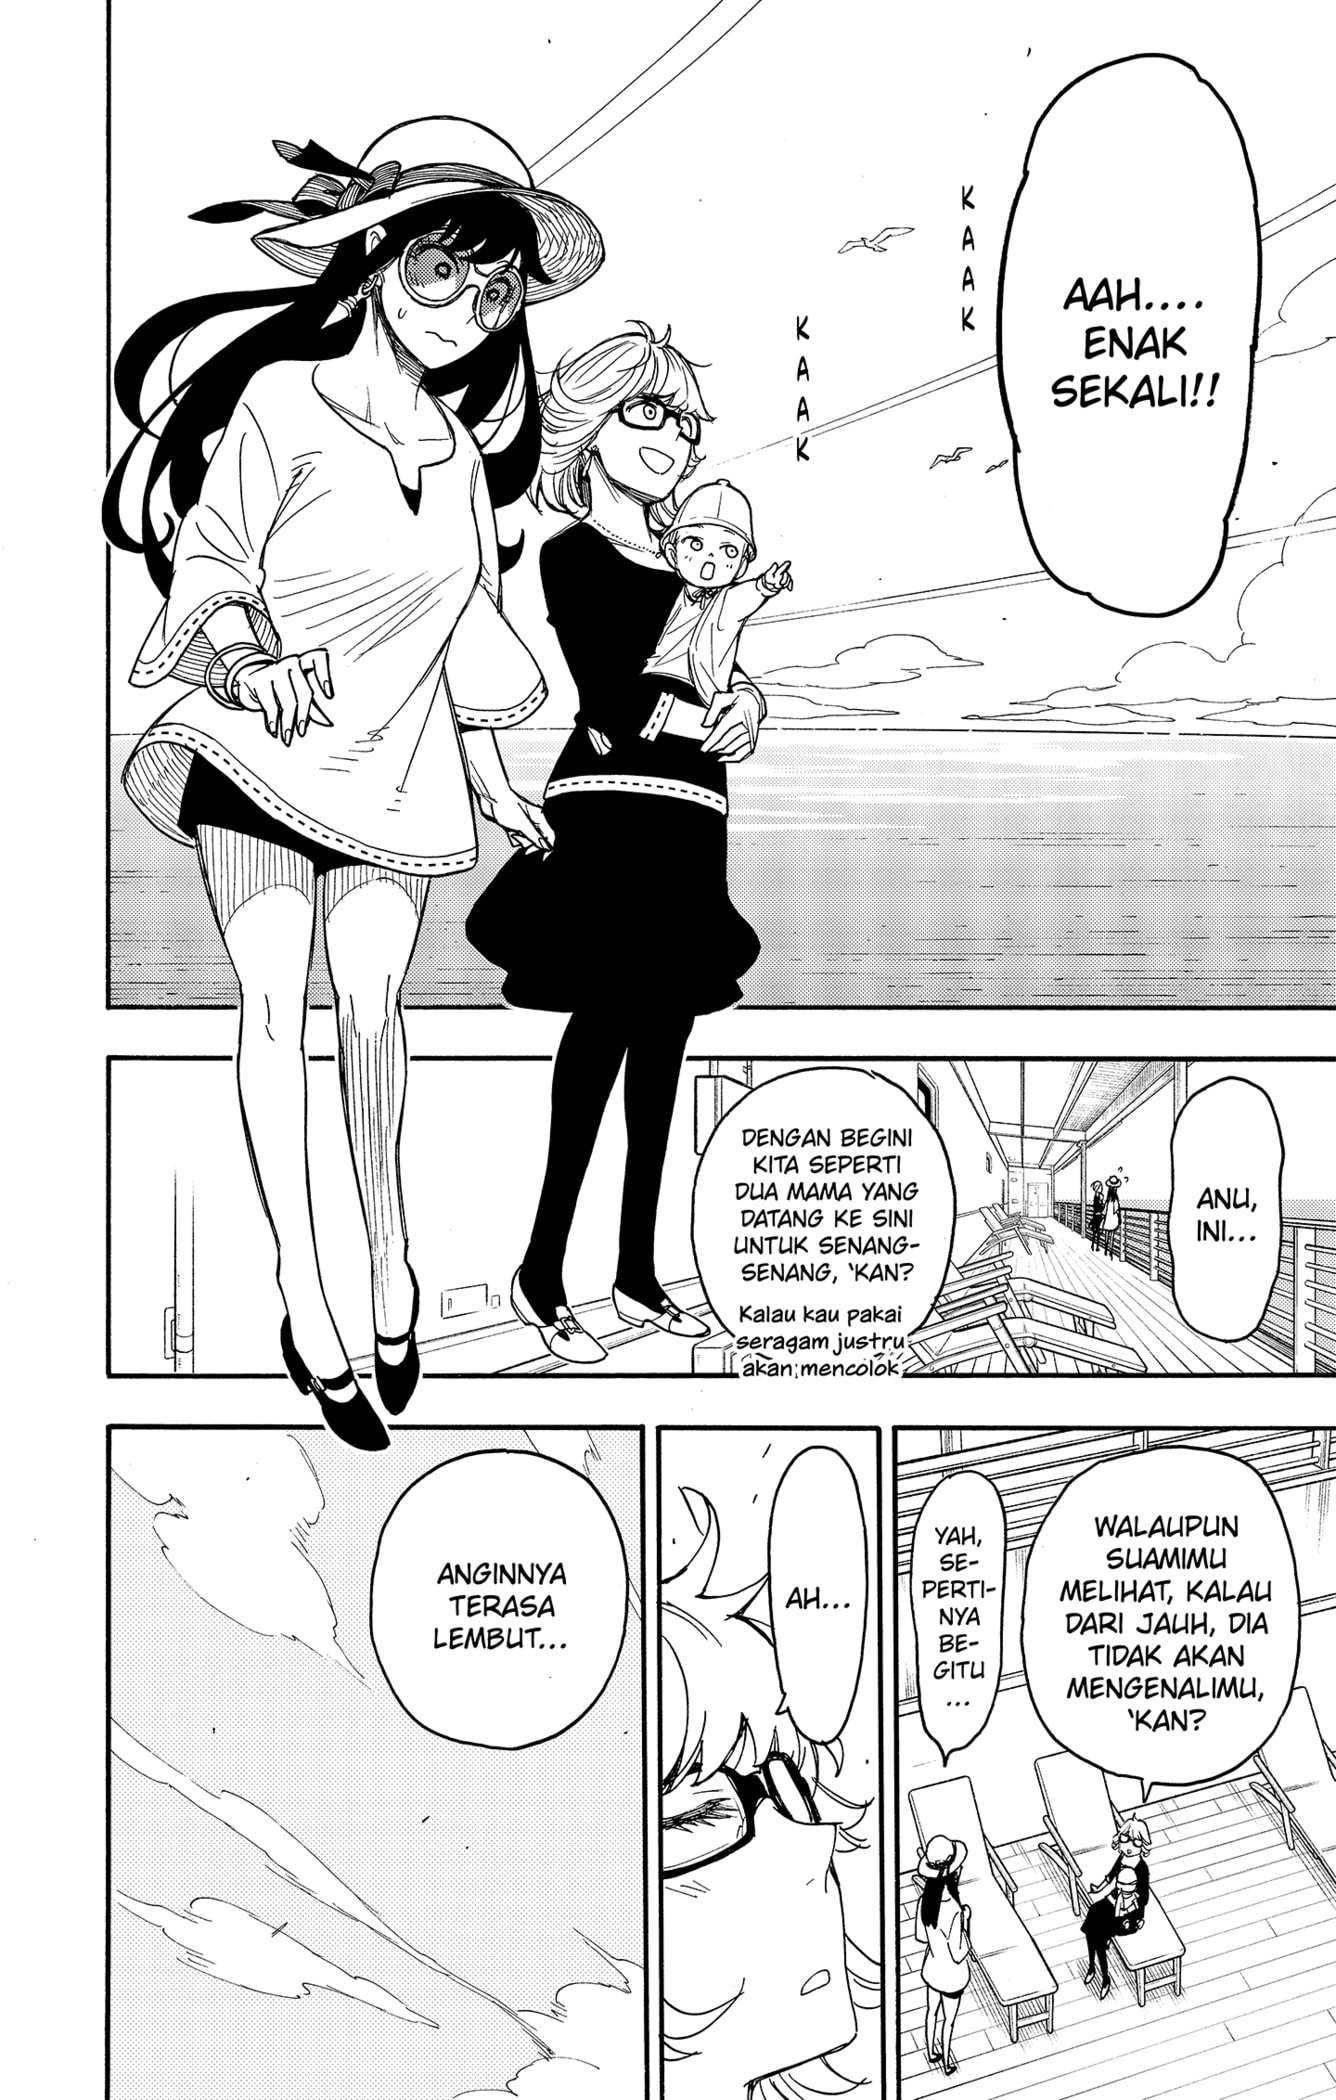 AAH....
ENAK
SEKALI!!
KAAK
KAAK
ANU,
INI...
DENGAN BEGINI
KITA SEPERTI
DUA MAMA YANG
DATANG KE SINI
UNTUK SENANG-
SENANG, 'KAN?
Kalau kau pakai
seragam justru
akan mencolok
WALAUPUN
SUAMIMU
MELIHAT, KALAU
DARI JAUH, DIA
TIDAK AKAN
MENGENALIMU,
'KAN?
YAH,
SE-
PERTI-
NYA
BE-
GITU
...
AH...
ANGINNYA
TERASA
LEMBUT...